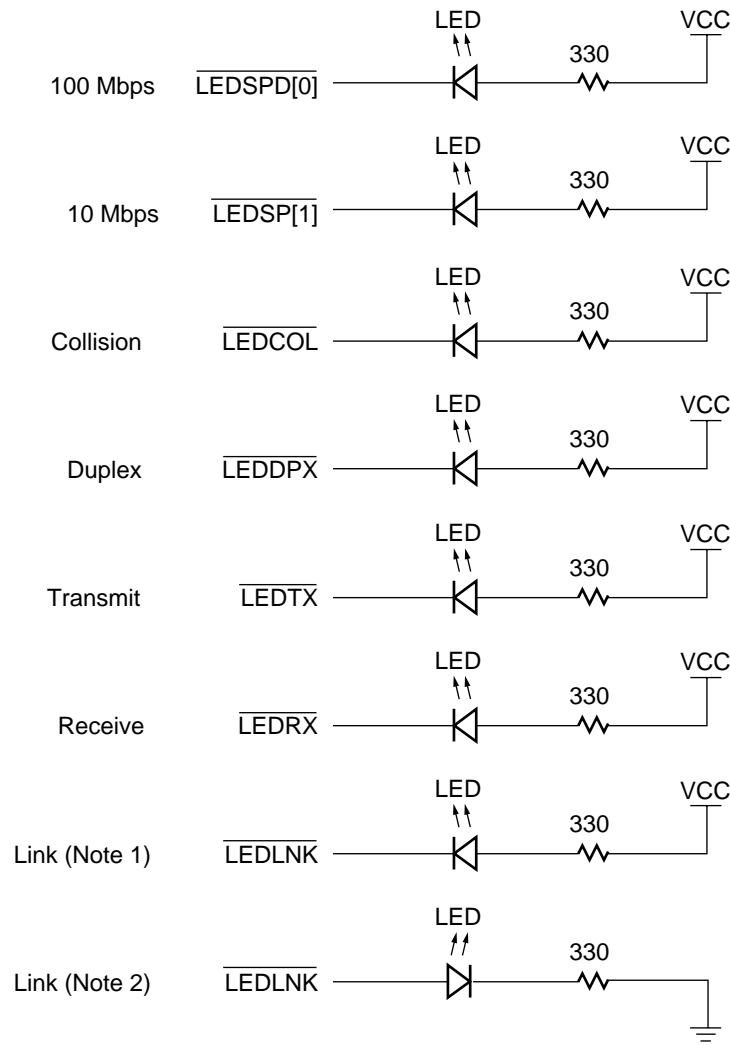 LED VCC
330
100 Mbps LEDSPD[0]
LED VCC
330
10 Mbps LEDSP[1]
LED VCC
330
Collision LEDCOL
LED VCC
330
Duplex LEDDPX
LED VCC
330
Transmit LEDTX
LED VCC
330
Receive LEDRX
LED VCC
330
Link (Note 1) LEDLNK
LED
330
Link (Note 2) LEDLNK